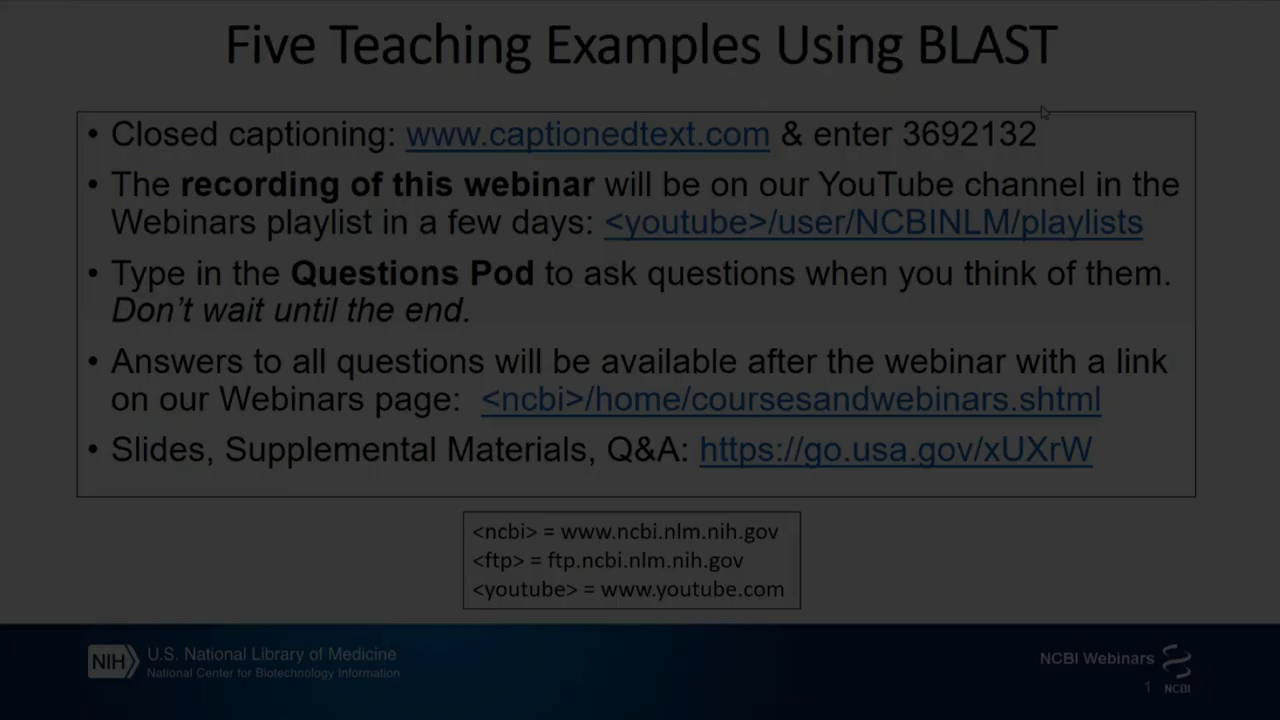 Five Teaching Examples Using BLAST
• Closed captioning: www.captionedtext.com & enter 3692132
• The recording of this webinar will be on our YouTube channel in the
Webinars playlist in a few days: <youtube>/user/NCBINLM/playlists
• Type in the Questions Pod to ask questions when you think of them.
Don't wait until the end.
• Answers to all questions will be available after the webinar with a link
on our Webinars page: <ncbi>/home/coursesandwebinars.shtml
• Slides, Supplemental Materials, Q&A: https://go.usa.gov/xUXrW
<ncbi> = www.ncbi.nlm.nih.gov
<ftp> = ftp.ncbi.nlm.nih.gov
<youtube> = www.youtube.com
NIH
U.S. National Library of Medicine
National Center for Biotechnology Information
NCBI Webinars
1
NCBI